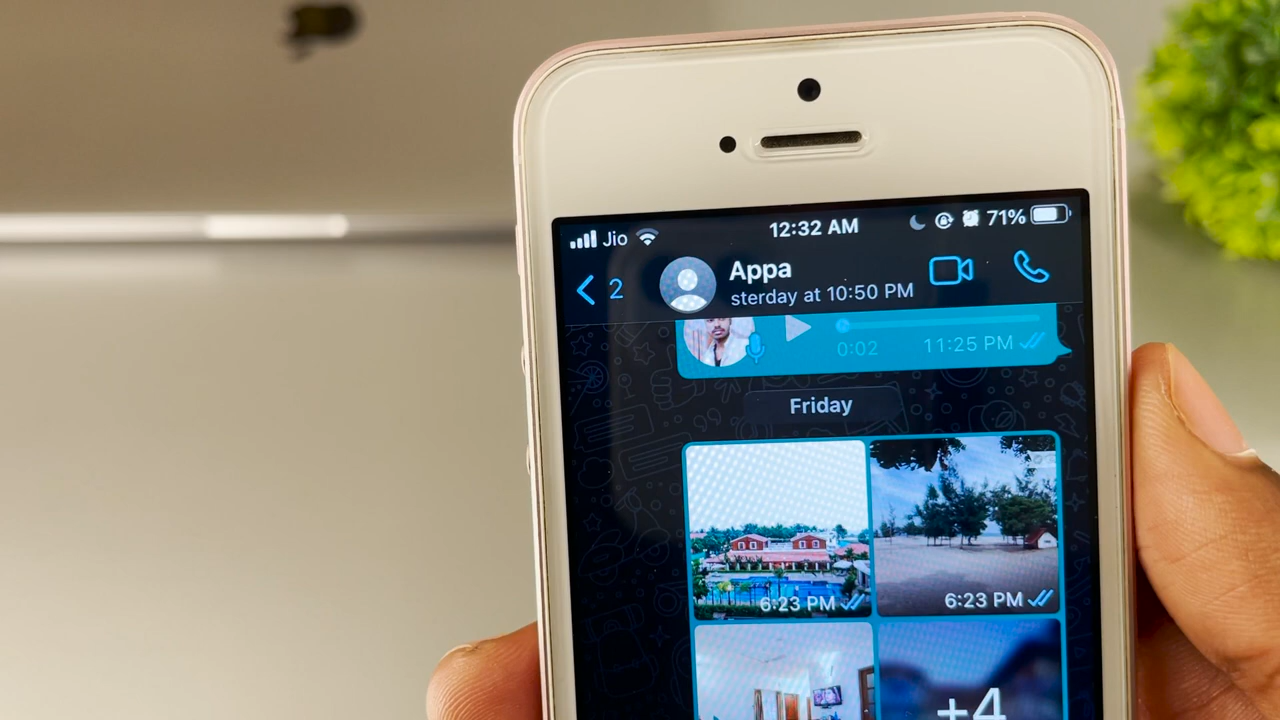 Jio 12:32 AM 71%
2 Appa
sterday at 10:50 PM
0:02 11:25 PM
Friday
6:23 PM 6:23 PM
+4